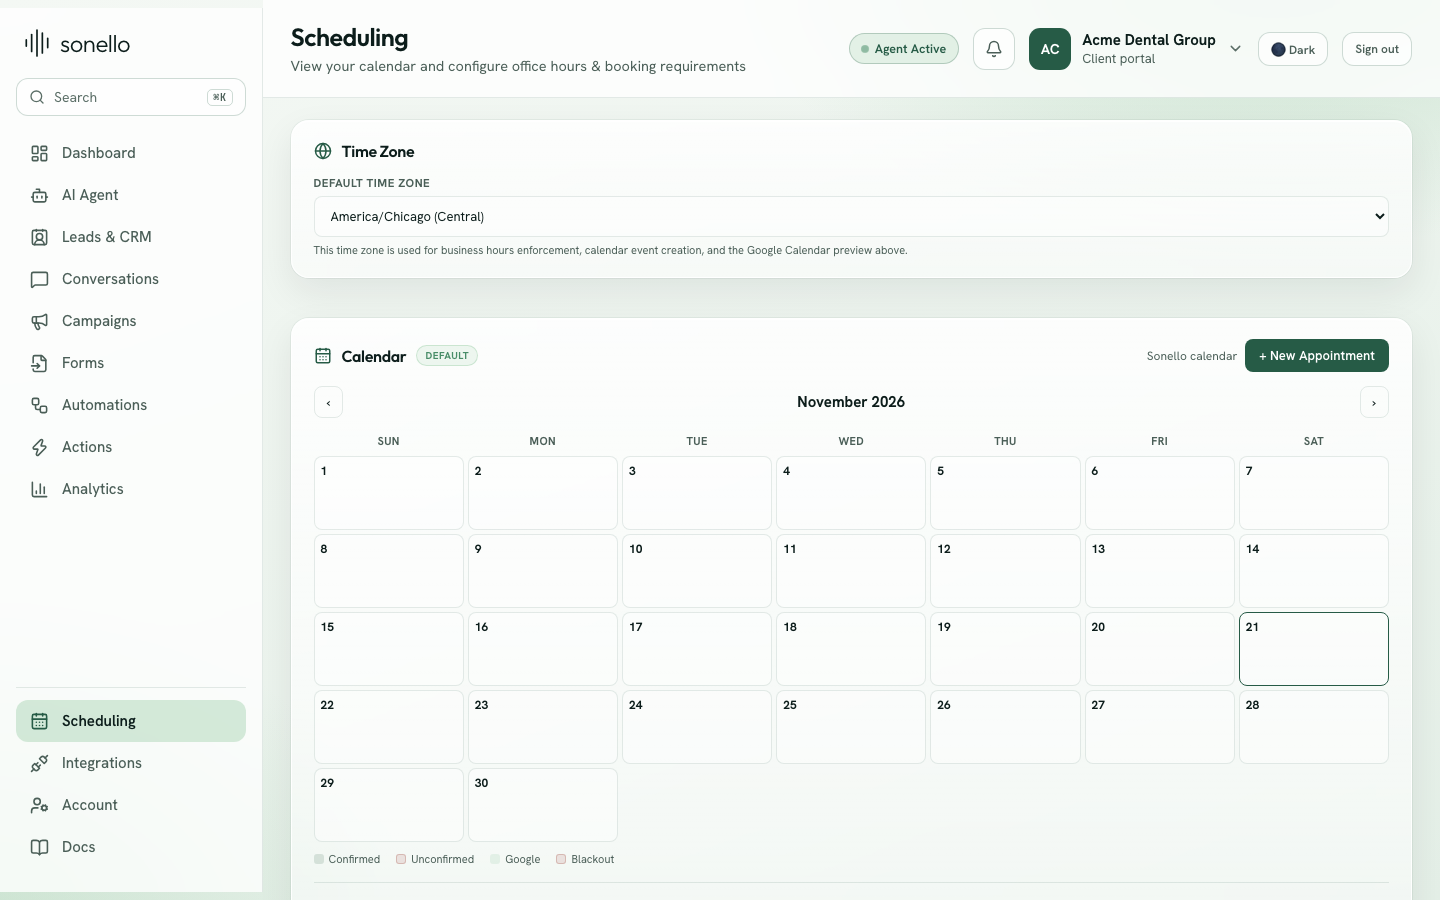 sonello
Search ⌘K
Dashboard
AI Agent
Leads & CRM
Conversations
Campaigns
Forms
Automations
Actions
Analytics
Scheduling
Integrations
Account
Docs
Scheduling
View your calendar and configure office hours & booking requirements
Agent Active
AC
Acme Dental Group
Client portal
Dark
Sign out
Time Zone
DEFAULT TIME ZONE
America/Chicago (Central)
This time zone is used for business hours enforcement, calendar event creation, and the Google Calendar preview above.
Calendar DEFAULT
Sonello calendar + New Appointment
‹ November 2026 ›
SUN MON TUE WED THU FRI SAT
1 2 3 4 5 6 7
8 9 10 11 12 13 14
15 16 17 18 19 20 21
22 23 24 25 26 27 28
29 30
Confirmed Unconfirmed Google Blackout